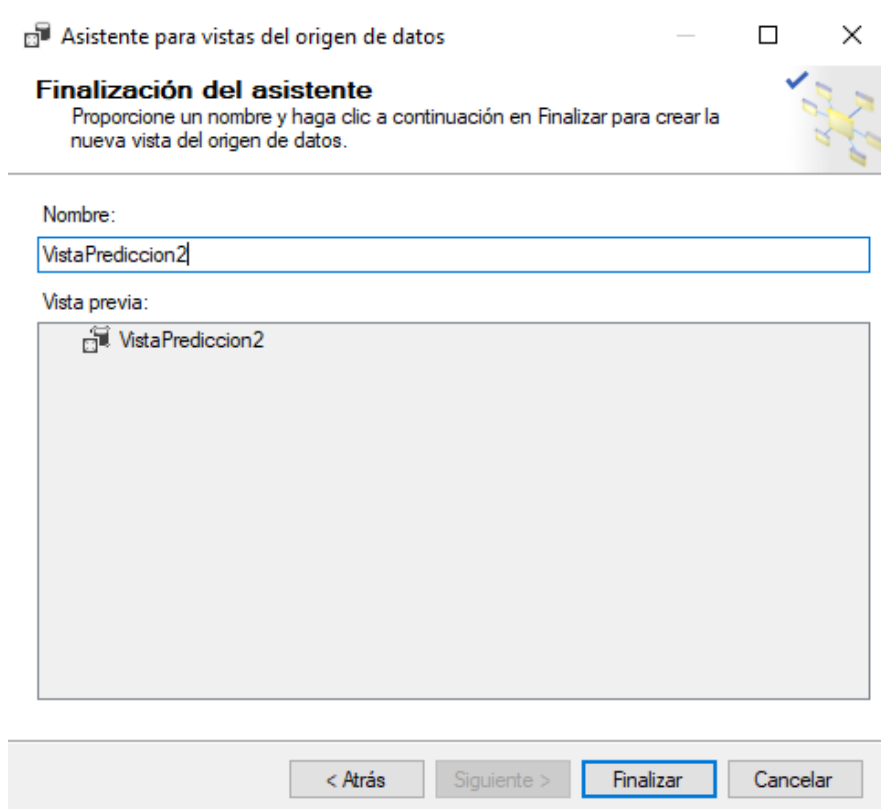 Asistente para vistas del origen de datos
Finalización del asistente
Proporcione un nombre y haga clic a continuación en Finalizar para crear la
nueva vista del origen de datos.
Nombre:
VistaPrediccion2
Vista previa:
VistaPrediccion2
< Atrás
Siguiente >
Finalizar
Cancelar